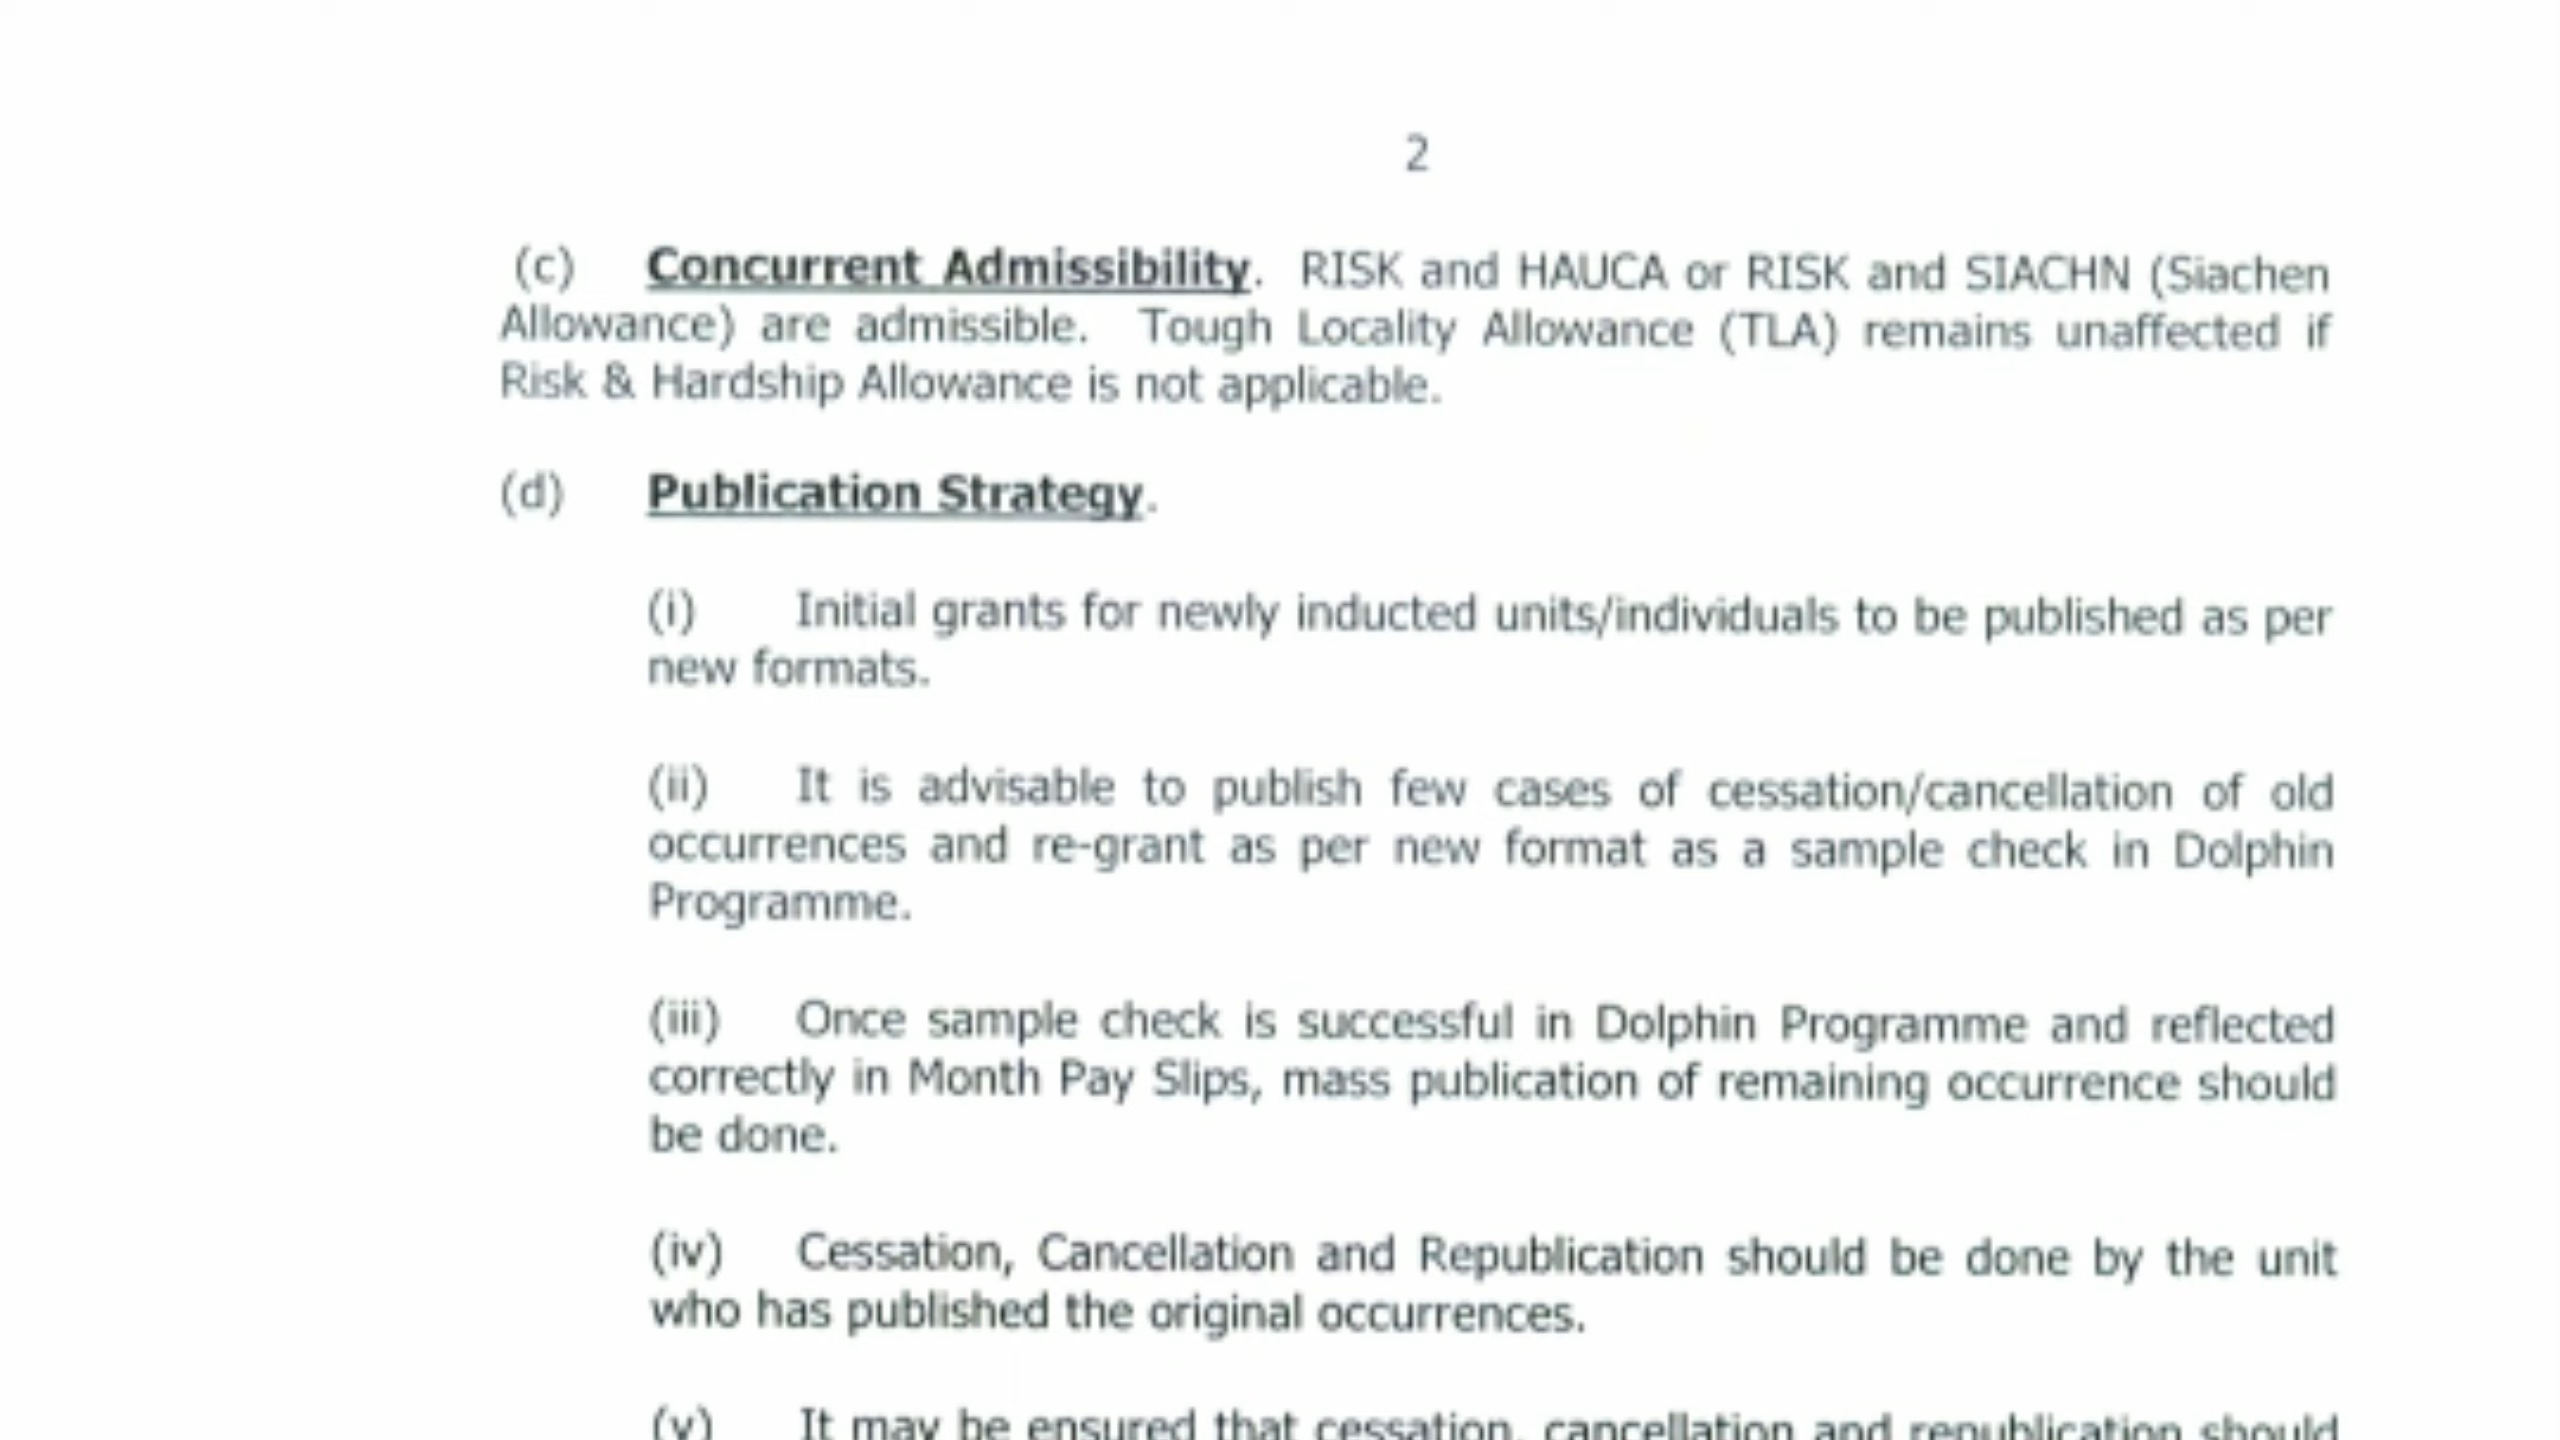 2
(c) Concurrent Admissibility. RISK and HAUCA or RISK and SIACHN (Siachen
Allowance) are admissible. Tough Locality Allowance (TLA) remains unaffected if
Risk & Hardship Allowance is not applicable.
(d) Publication Strategy.
(i) Initial grants for newly inducted units/individuals to be published as per
new formats.
(ii) It is advisable to publish few cases of cessation/cancellation of old
occurrences and re-grant as per new format as a sample check in Dolphin
Programme.
(iii) Once sample check is successful in Dolphin Programme and reflected
correctly in Month Pay Slips, mass publication of remaining occurrence should
be done.
(iv) Cessation, Cancellation and Republication should be done by the unit
who has published the original occurrences.
(v) It may be ensured that cessation, cancellation and republication should